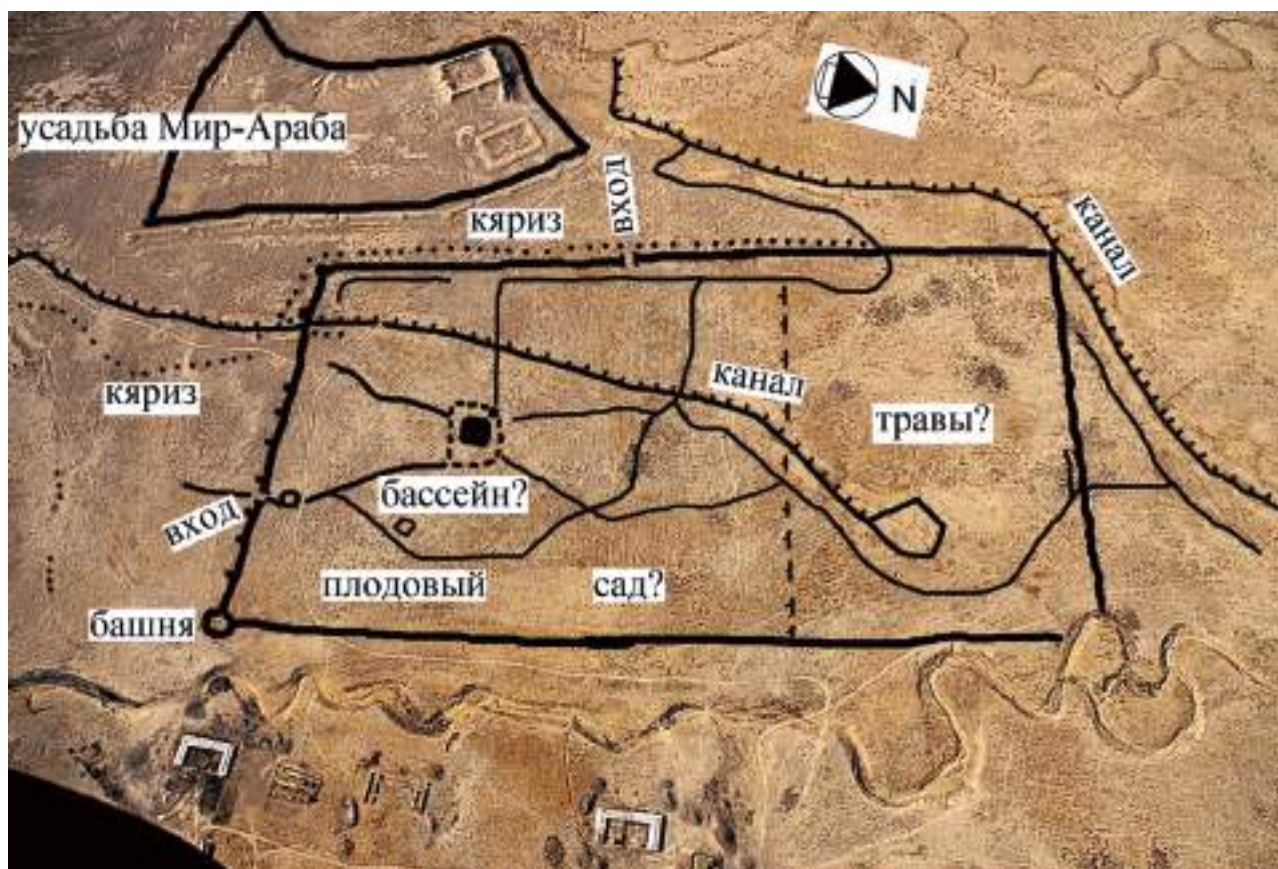 усадьба Мир-Араба
N
кяриз
вход
канал
кяриз
канал
травы?
вход
бассейн?
плодовый сад?
башня